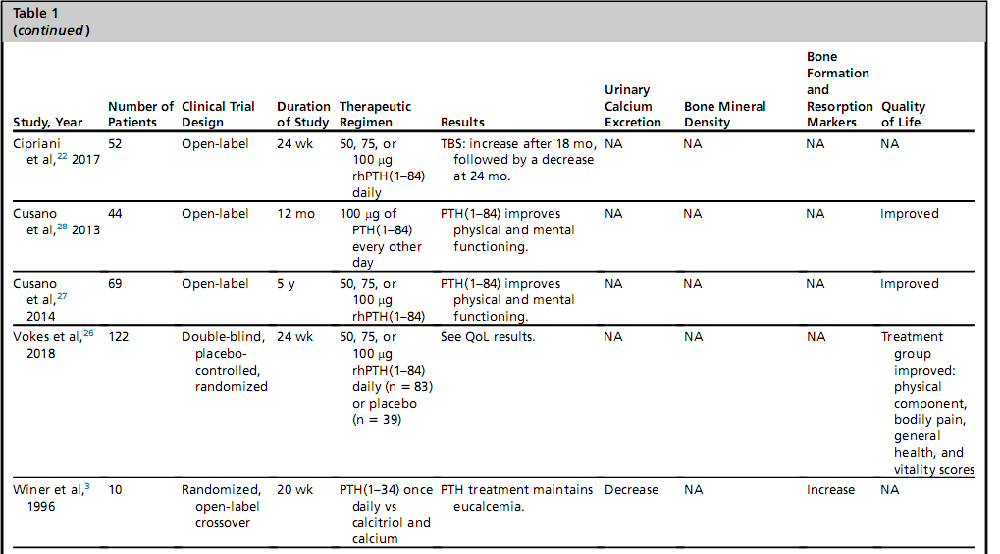 Table 1
(continued)
Study, Year
Number of Patients
Clinical Trial Design
Duration of Study
Therapeutic Regimen
Results
Urinary Calcium Excretion
Bone Mineral Density
Bone Formation and Resorption Markers
Quality of Life
Cipriani et al,22 2017
52
Open-label
24 wk
50, 75, or 100 μg rhPTH(1–84) daily
TBS: increase after 18 mo, followed by a decrease at 24 mo.
NA
NA
NA
NA
Cusano et al,28 2013
44
Open-label
12 mo
100 μg of PTH(1–84) every other day
PTH(1–84) improves physical and mental functioning.
NA
NA
NA
Improved
Cusano et al,27 2014
69
Open-label
5 y
50, 75, or 100 μg rhPTH(1–84)
PTH(1–84) improves physical and mental functioning.
NA
NA
NA
Improved
Vokes et al,26 2018
122
Double-blind, placebo-controlled, randomized
24 wk
50, 75, or 100 μg rhPTH(1–84) daily (n = 83) or placebo (n = 39)
See QoL results.
NA
NA
NA
Treatment group improved: physical component, bodily pain, general health, and vitality scores
Winer et al,3 1996
10
Randomized, open-label crossover
20 wk
PTH(1–34) once daily vs calcitriol and calcium
PTH treatment maintains eucalcemia.
Decrease
NA
Increase
NA